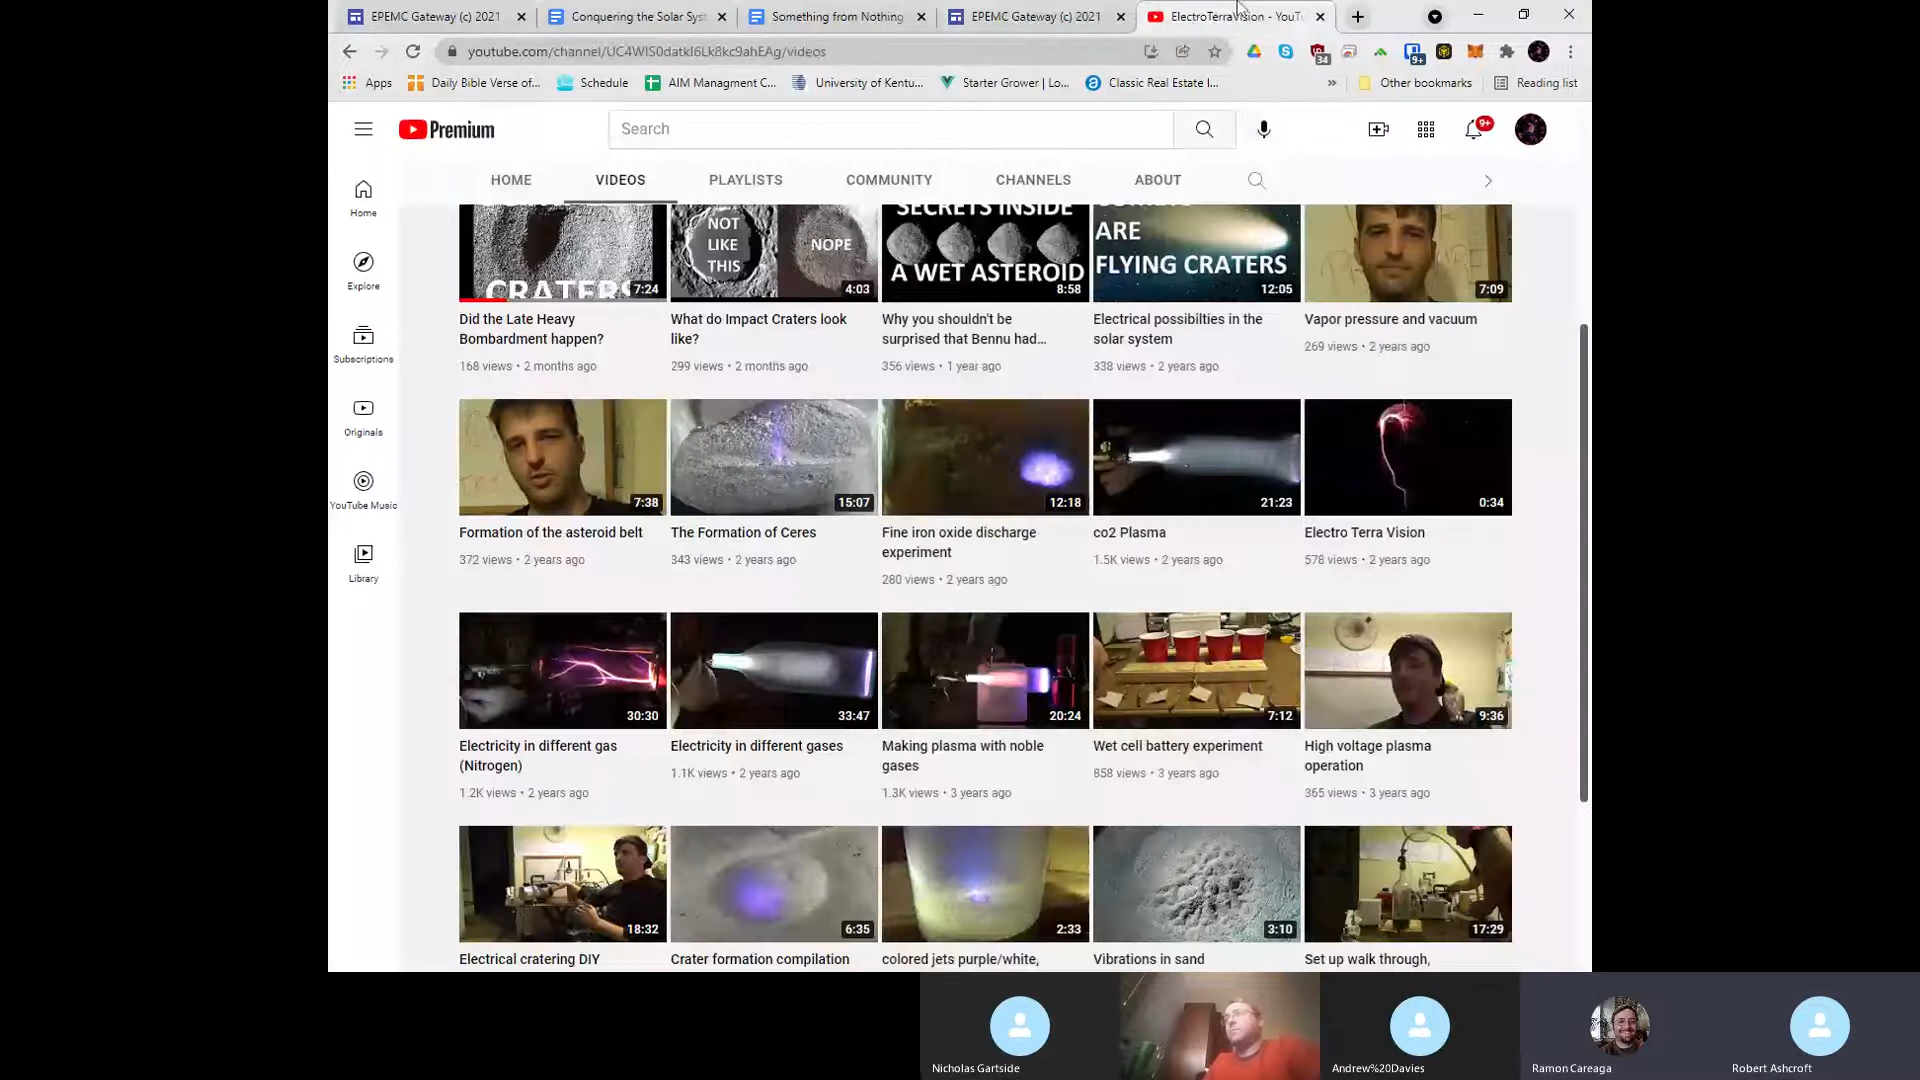 EPEMC Gateway (c) 2021
Conquering the Solar Sys
Something from Nothing
EPEMC Gateway (c) 2021
ElectroTerraVision - YouT
youtube.com/channel/UC4WlS0datkI6Lk8kc9ahEAg/videos
34
9+
Apps
Daily Bible Verse of...
Schedule
AIM Managment C...
University of Kentu...
Starter Grower | Lo...
Classic Real Estate I...
»
Other bookmarks
Reading list
Premium
Search
9+
HOME
VIDEOS
PLAYLISTS
COMMUNITY
CHANNELS
ABOUT
Home
Explore
Subscriptions
Originals
YouTube Music
Library
CRATERS
7:24
NOT
LIKE
THIS
NOPE
4:03
SECRETS INSIDE
A WET ASTEROID
8:58
ARE
FLYING CRATERS
12:05
7:09
Did the Late Heavy
Bombardment happen?
168 views • 2 months ago
What do Impact Craters look
like?
299 views • 2 months ago
Why you shouldn't be
surprised that Bennu had...
356 views • 1 year ago
Electrical possibilties in the
solar system
338 views • 2 years ago
Vapor pressure and vacuum
269 views • 2 years ago
7:38
15:07
12:18
21:23
0:34
Formation of the asteroid belt
372 views • 2 years ago
The Formation of Ceres
343 views • 2 years ago
Fine iron oxide discharge
experiment
280 views • 2 years ago
co2 Plasma
1.5K views • 2 years ago
Electro Terra Vision
578 views • 2 years ago
30:30
33:47
20:24
7:12
9:36
Electricity in different gas
(Nitrogen)
1.2K views • 2 years ago
Electricity in different gases
1.1K views • 2 years ago
Making plasma with noble
gases
1.3K views • 3 years ago
Wet cell battery experiment
858 views • 3 years ago
High voltage plasma
operation
365 views • 3 years ago
18:32
6:35
2:33
3:10
17:29
Electrical cratering DIY
Crater formation compilation
colored jets purple/white,
Vibrations in sand
Set up walk through,
Nicholas Gartside
Andrew%20Davies
Ramon Careaga
Robert Ashcroft